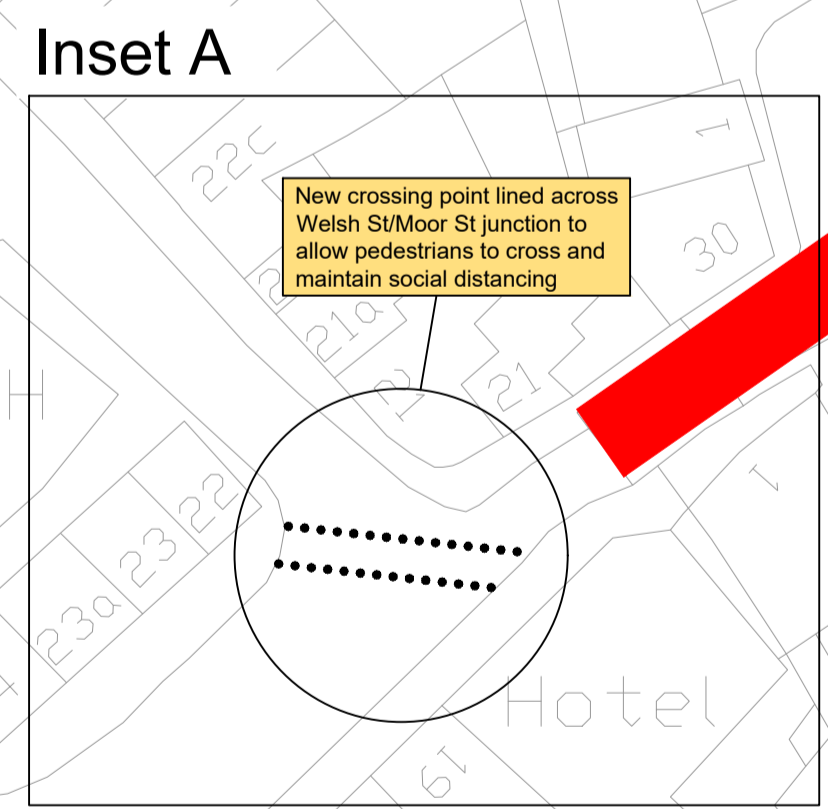 Inset A
22c
1
New crossing point lined across
Welsh St/Moor St junction to
allow pedestrians to cross and
maintain social distancing
30
21a
21
H
22
23
23a
1
Hotel
19